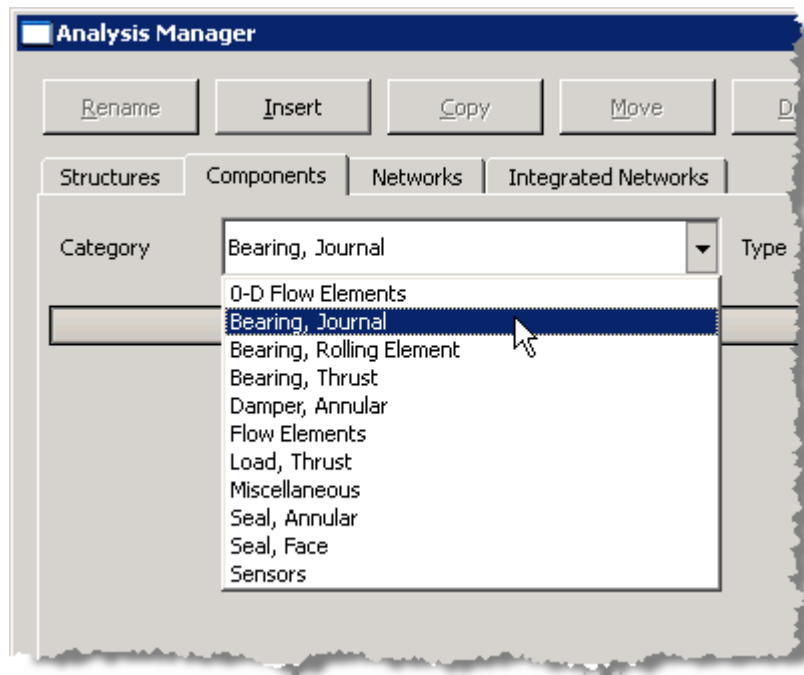 Analysis Manager
Rename Insert Copy Move
Structures Components Networks Integrated Networks
Category Bearing, Journal Type
0-D Flow Elements
Bearing, Journal
Bearing, Rolling Element
Bearing, Thrust
Damper, Annular
Flow Elements
Load, Thrust
Miscellaneous
Seal, Annular
Seal, Face
Sensors